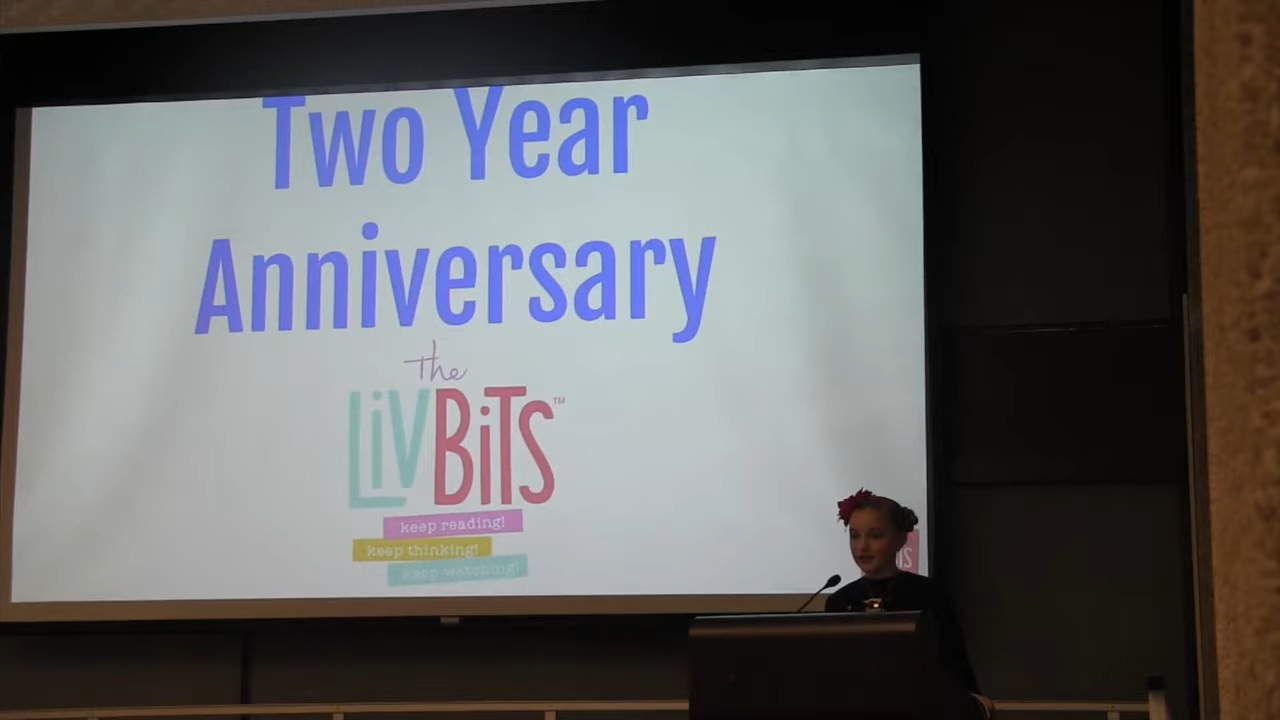 Two Year
Anniversary
the
LiVBiTS™
keep reading!
keep thinking!
keep watching!